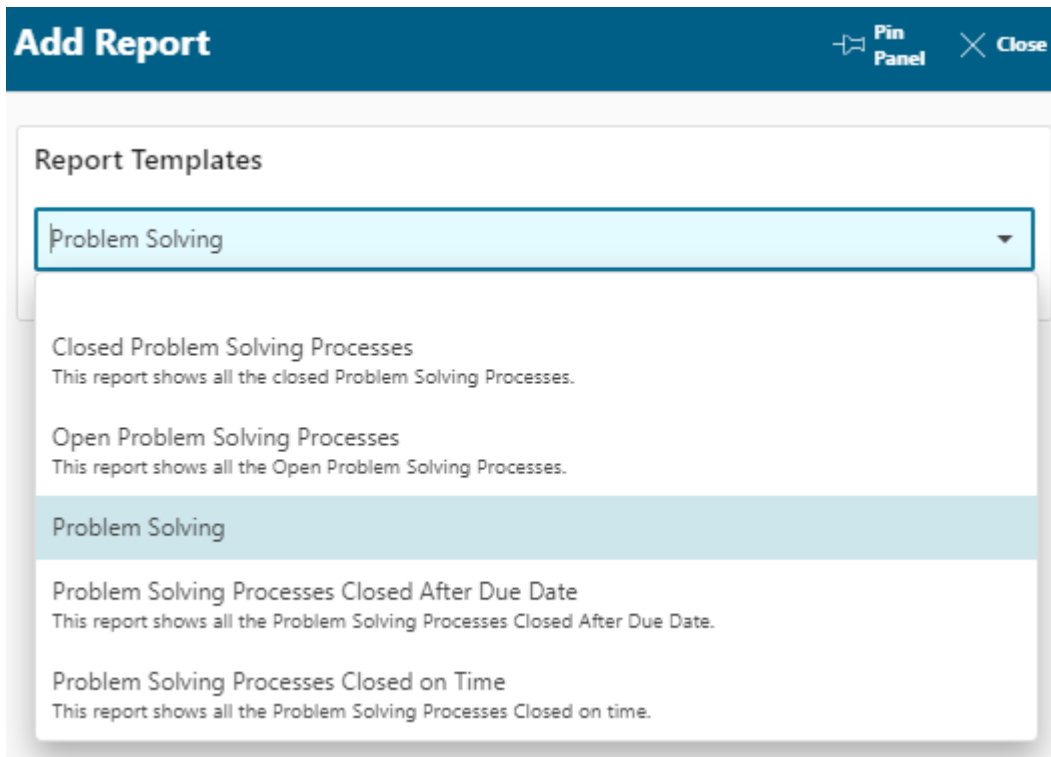 Add Report
Pin
Panel
Close
Report Templates
Problem Solving
Closed Problem Solving Processes
This report shows all the closed Problem Solving Processes.
Open Problem Solving Processes
This report shows all the Open Problem Solving Processes.
Problem Solving
Problem Solving Processes Closed After Due Date
This report shows all the Problem Solving Processes Closed After Due Date.
Problem Solving Processes Closed on Time
This report shows all the Problem Solving Processes Closed on time.